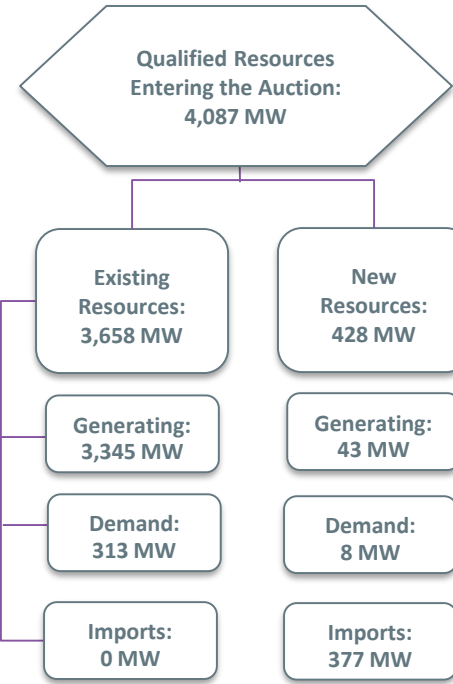 Qualified Resources
Entering the Auction:
4,087 MW
Existing
Resources:
3,658 MW
New
Resources:
428 MW
Generating:
3,345 MW
Generating:
43 MW
Demand:
313 MW
Demand:
8 MW
Imports:
0 MW
Imports:
377 MW